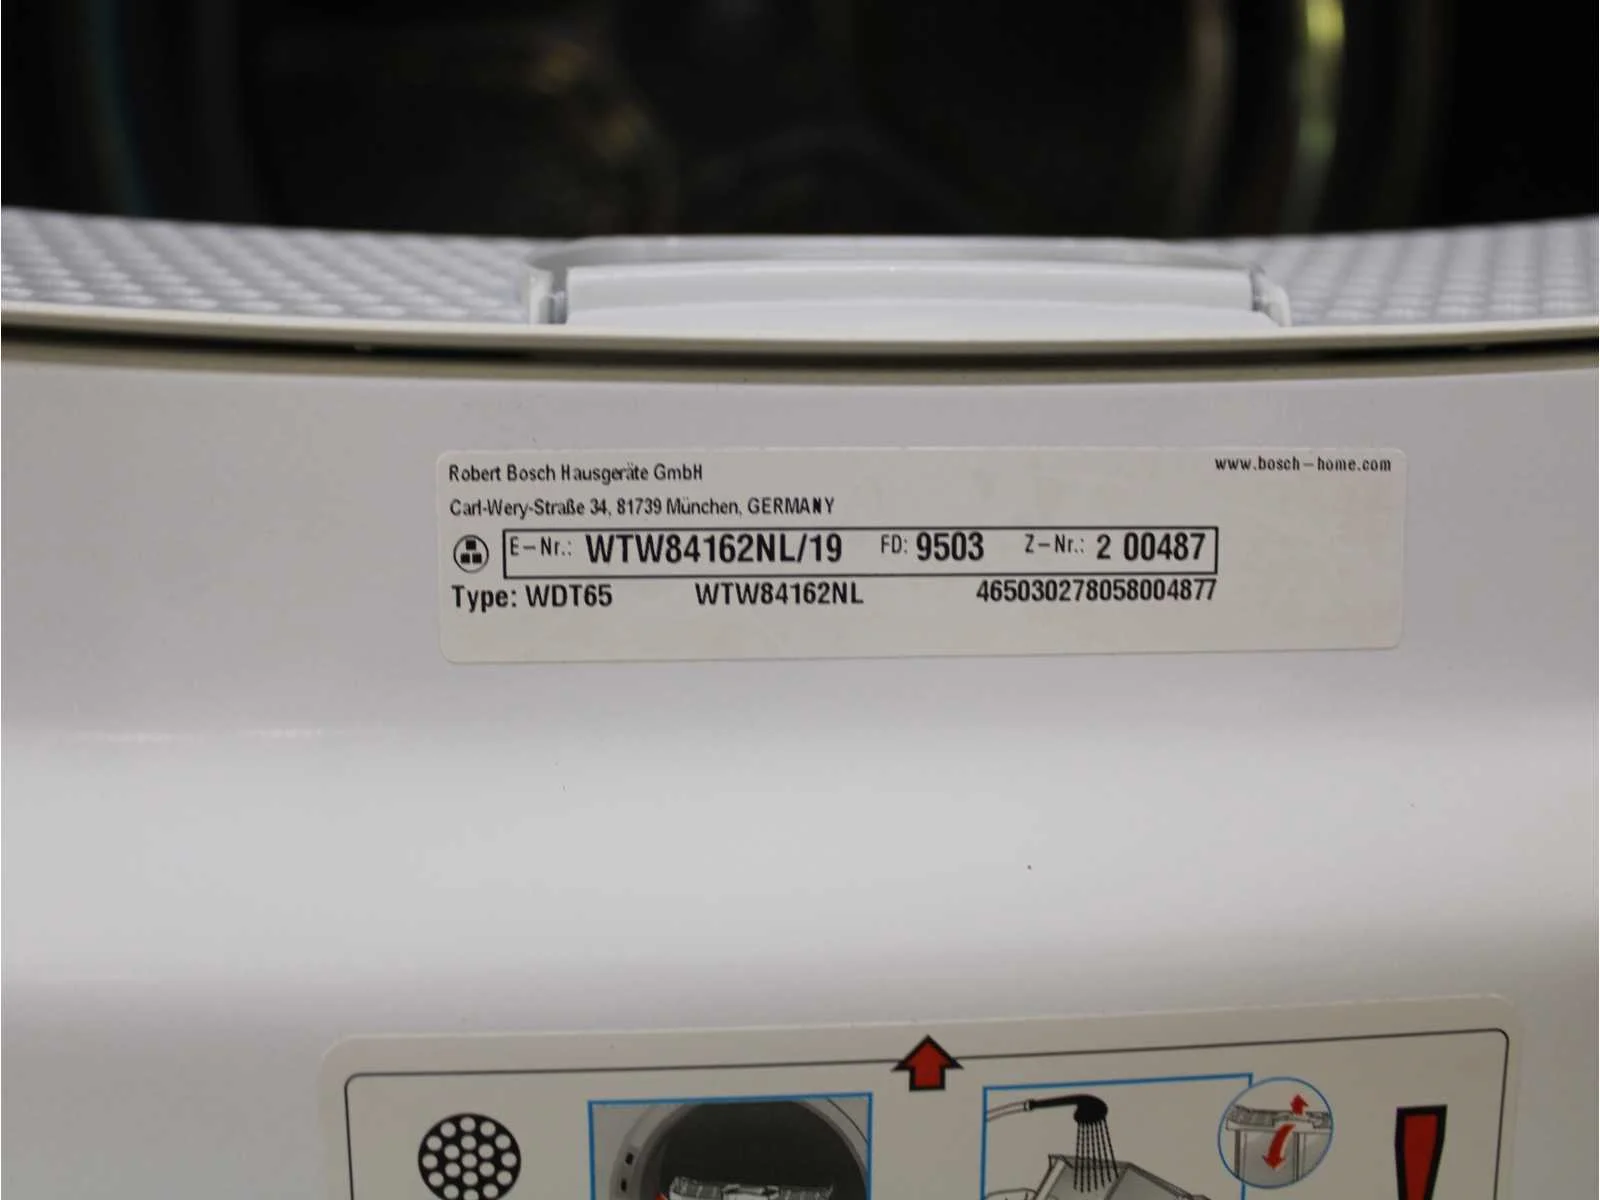 Robert Bosch Hausgeräte GmbH
www.bosch-home.com
Carl-Wery-Straße 34, 81739 München, GERMANY
E-Nr.: WTW84162NL/19 FD: 9503 Z-Nr.: 2 00487
Type: WDT65 WTW84162NL 465030278058004877